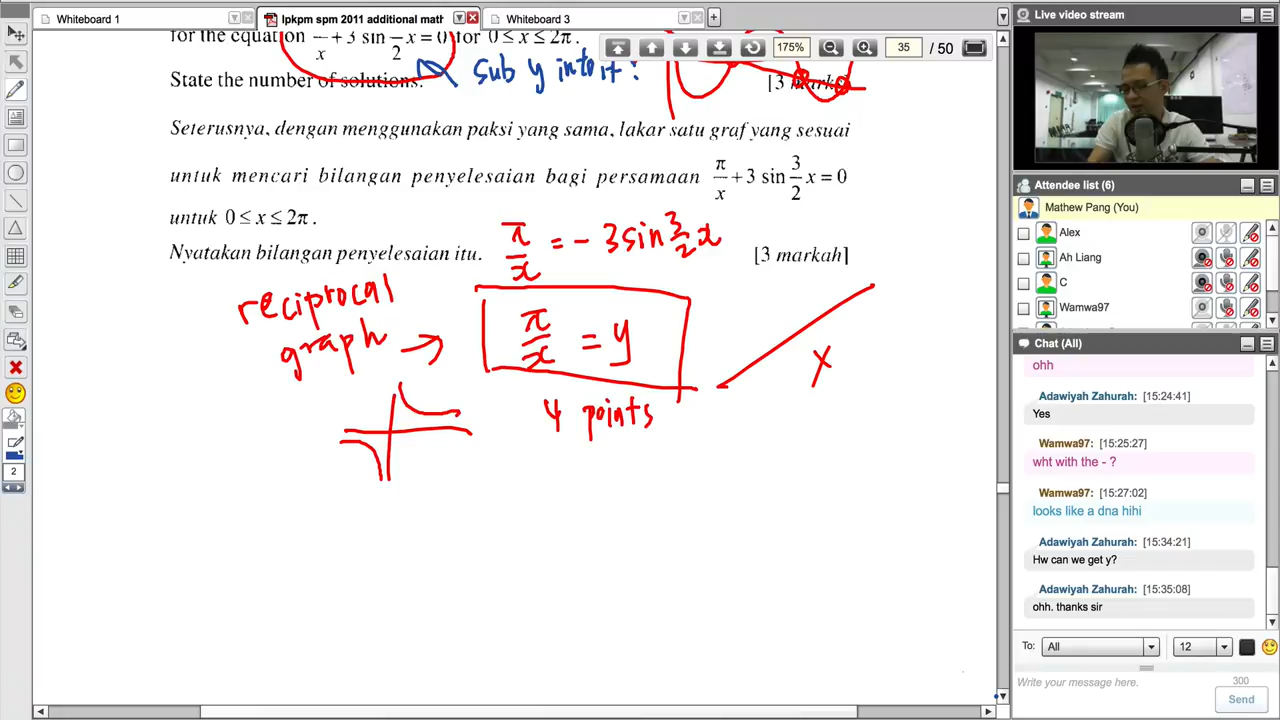 Whiteboard 1
lpkpm spm 2011 additional math
Whiteboard 3
Live video stream
175%
35 / 50
for the equation π/x + 3 sin 3/2 x = 0 for 0 ≤ x ≤ 2π.
State the number of solutions.
sub y into it!
[3 marks]
Seterusnya, dengan menggunakan paksi yang sama, lakar satu graf yang sesuai
untuk mencari bilangan penyelesaian bagi persamaan π/x + 3 sin 3/2 x = 0
untuk 0 ≤ x ≤ 2π.
Nyatakan bilangan penyelesaian itu.
[3 markah]
π/x = - 3 sin 3/2 x
reciprocal
graph →
π/x = y
x
4 points
2
Attendee list (6)
Mathew Pang (You)
Alex
Ah Liang
C
Wamwa97
Chat (All)
ohh
Adawiyah Zahurah: [15:24:41]
Yes
Wamwa97: [15:25:27]
wht with the - ?
Wamwa97: [15:27:02]
looks like a dna hihi
Adawiyah Zahurah: [15:34:21]
Hw can we get y?
Adawiyah Zahurah: [15:35:08]
ohh. thanks sir
To: All 12
Write your message here.
300
Send